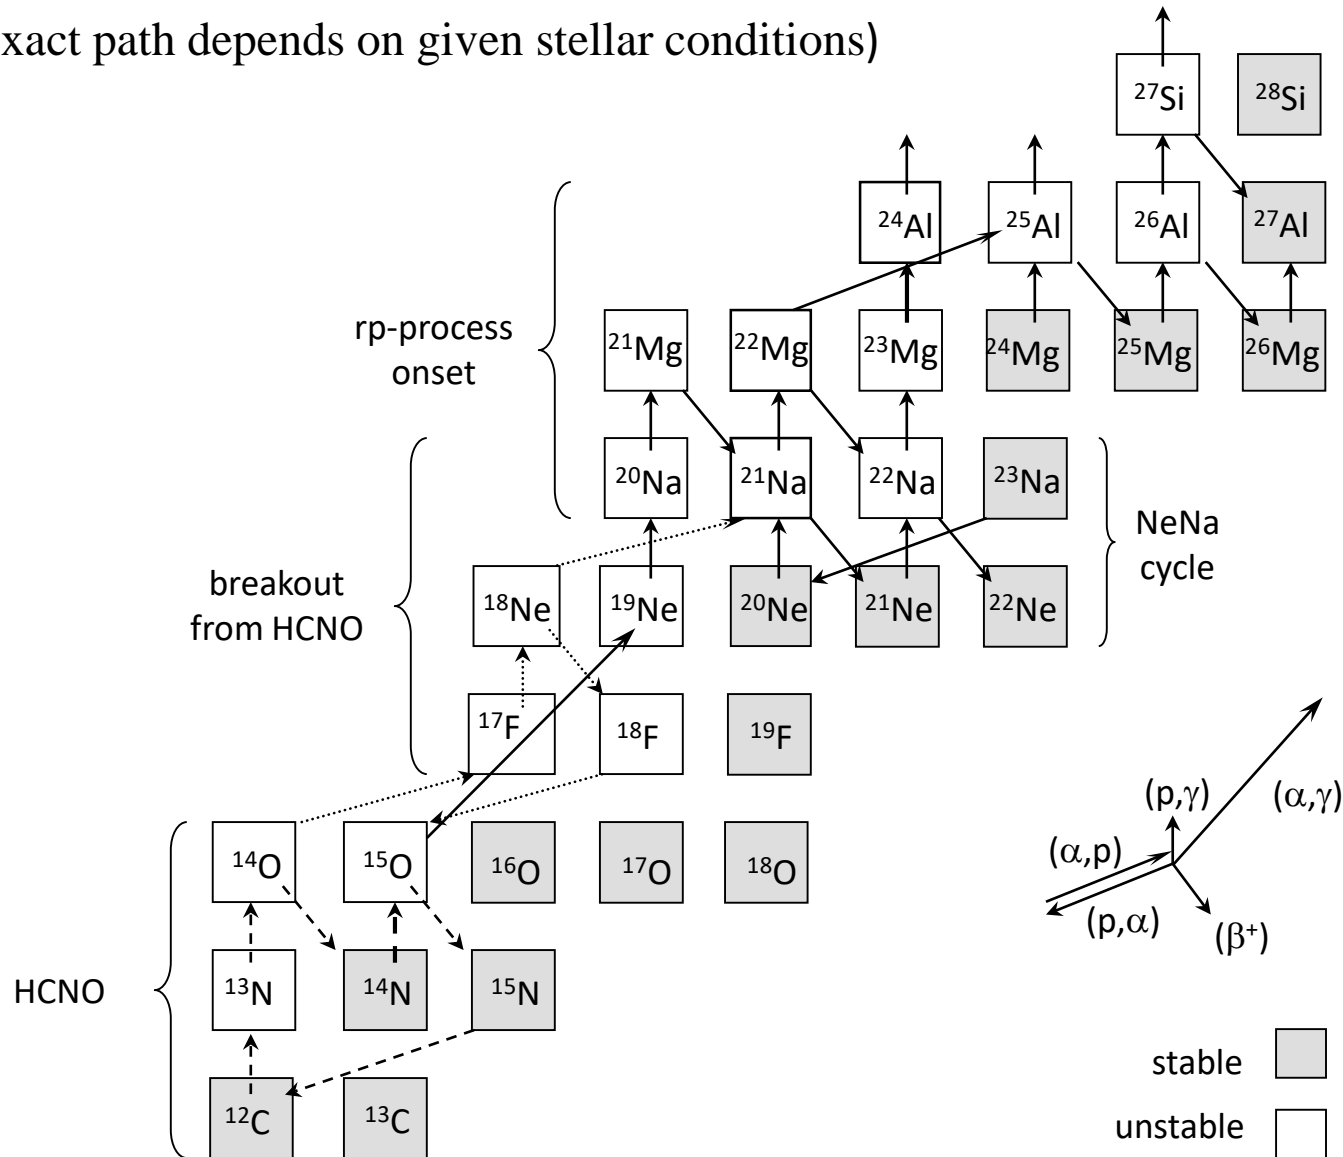 xact path depends on given stellar conditions)
²⁷Si ²⁸Si
²⁴Al ²⁵Al ²⁶Al ²⁷Al
rp-process
onset
²¹Mg ²²Mg ²³Mg ²⁴Mg ²⁵Mg ²⁶Mg
²⁰Na ²¹Na ²²Na ²³Na
NeNa
cycle
breakout
from HCNO
¹⁸Ne ¹⁹Ne ²⁰Ne ²¹Ne ²²Ne
¹⁷F ¹⁸F ¹⁹F
(p,γ) (α,γ)
(α,p)
(p,α) (β⁺)
¹⁴O ¹⁵O ¹⁶O ¹⁷O ¹⁸O
HCNO
¹³N ¹⁴N ¹⁵N
¹²C ¹³C
stable
unstable